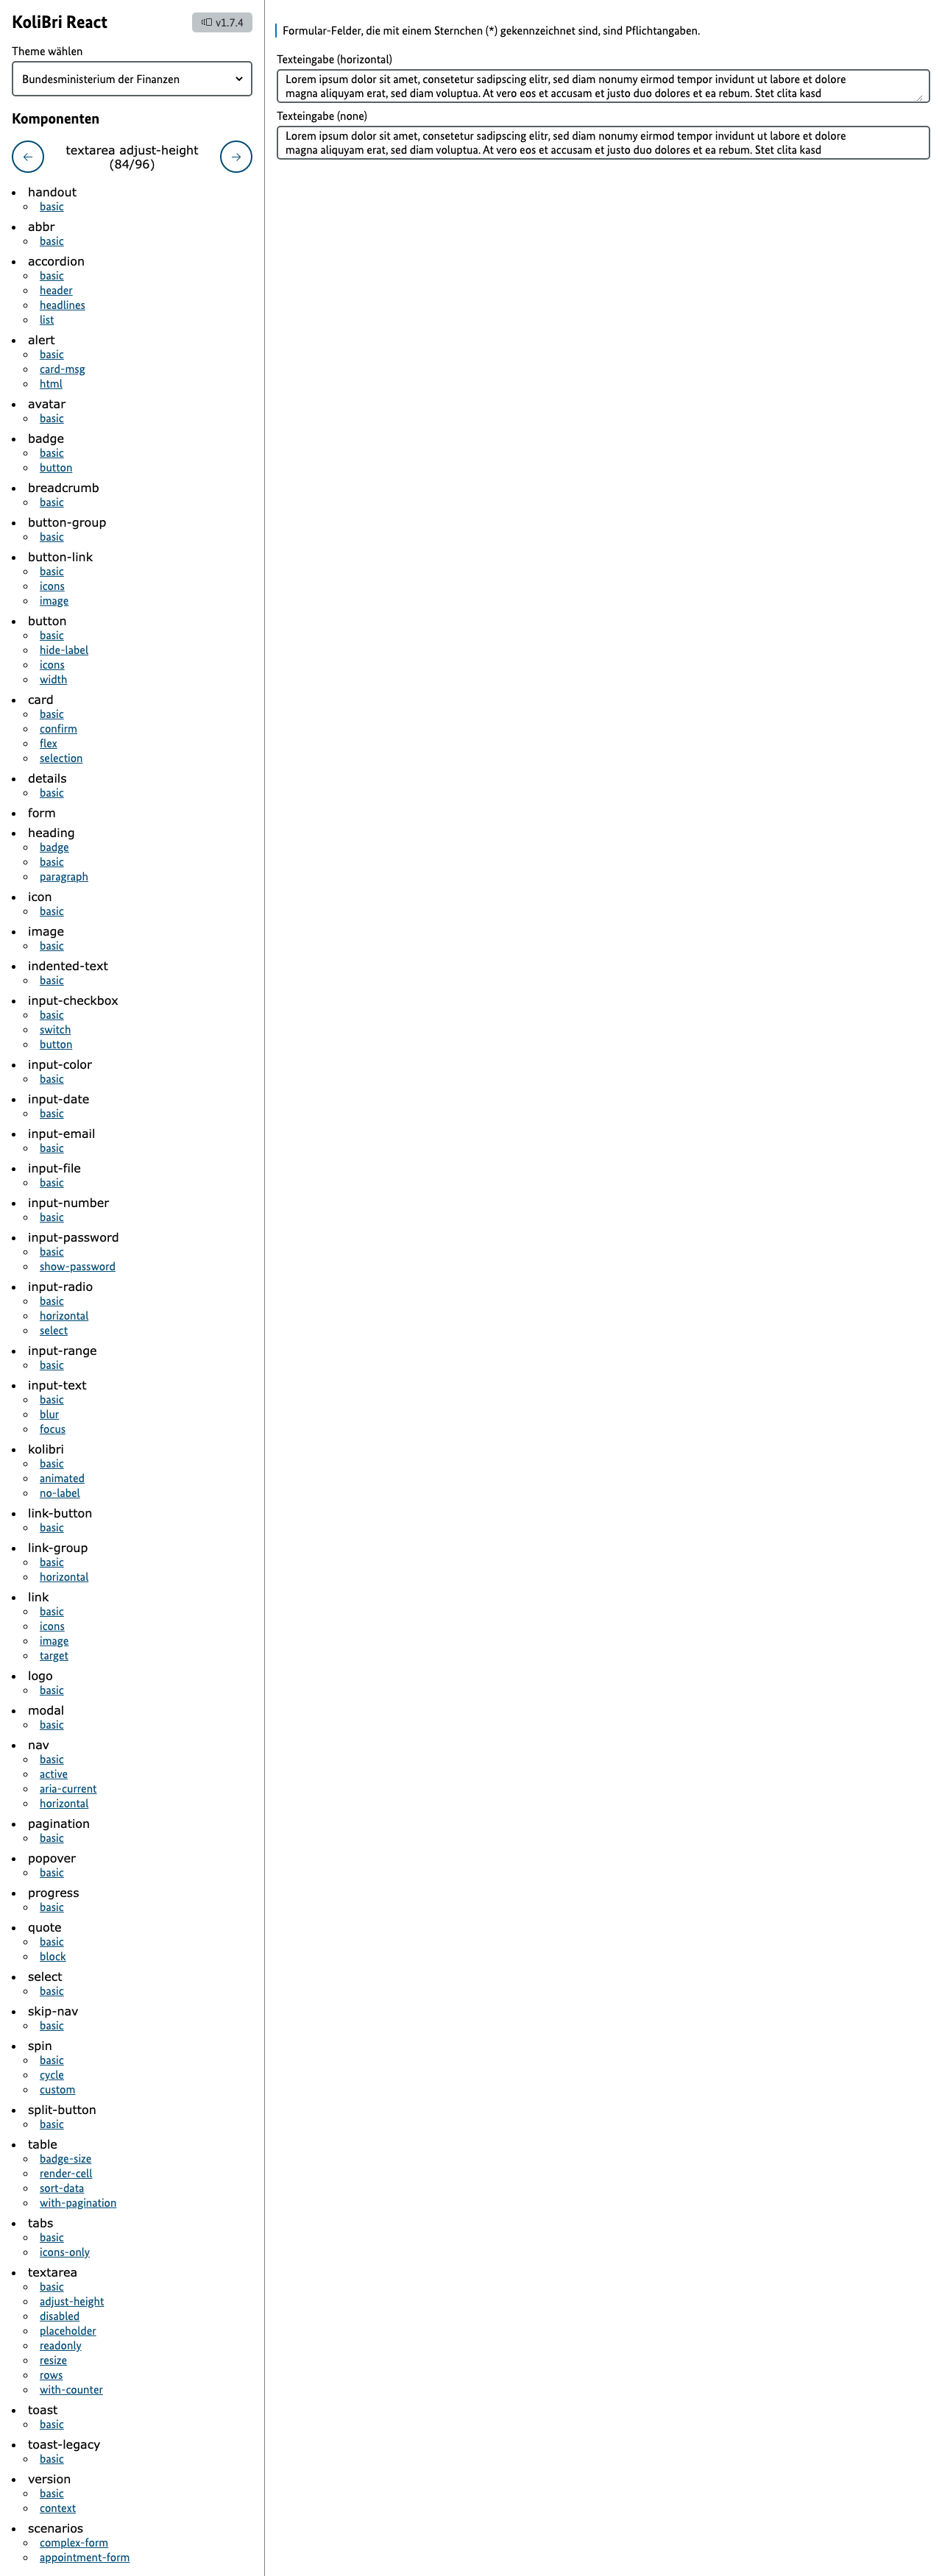 KoliBri React
v1.7.4
Theme wählen
Bundesministerium der Finanzen
Komponenten
textarea adjust-height
(84/96)
handout
basic
abbr
basic
accordion
basic
header
headlines
list
alert
basic
card-msg
html
avatar
basic
badge
basic
button
breadcrumb
basic
button-group
basic
button-link
basic
icons
image
button
basic
hide-label
icons
width
card
basic
confirm
flex
selection
details
basic
form
heading
badge
basic
paragraph
icon
basic
image
basic
indented-text
basic
input-checkbox
basic
switch
button
input-color
basic
input-date
basic
input-email
basic
input-file
basic
input-number
basic
input-password
basic
show-password
input-radio
basic
horizontal
select
input-range
basic
input-text
basic
blur
focus
kolibri
basic
animated
no-label
link-button
basic
link-group
basic
horizontal
link
basic
icons
image
target
logo
basic
modal
basic
nav
basic
active
aria-current
horizontal
pagination
basic
popover
basic
progress
basic
quote
basic
block
select
basic
skip-nav
basic
spin
basic
cycle
custom
split-button
basic
table
badge-size
render-cell
sort-data
with-pagination
tabs
basic
icons-only
textarea
basic
adjust-height
disabled
placeholder
readonly
resize
rows
with-counter
toast
basic
toast-legacy
basic
version
basic
context
scenarios
complex-form
appointment-form
Formular-Felder, die mit einem Sternchen (*) gekennzeichnet sind, sind Pflichtangaben.
Texteingabe (horizontal)
Lorem ipsum dolor sit amet, consetetur sadipscing elitr, sed diam nonumy eirmod tempor invidunt ut labore et dolore
magna aliquyam erat, sed diam voluptua. At vero eos et accusam et justo duo dolores et ea rebum. Stet clita kasd
Texteingabe (none)
Lorem ipsum dolor sit amet, consetetur sadipscing elitr, sed diam nonumy eirmod tempor invidunt ut labore et dolore
magna aliquyam erat, sed diam voluptua. At vero eos et accusam et justo duo dolores et ea rebum. Stet clita kasd